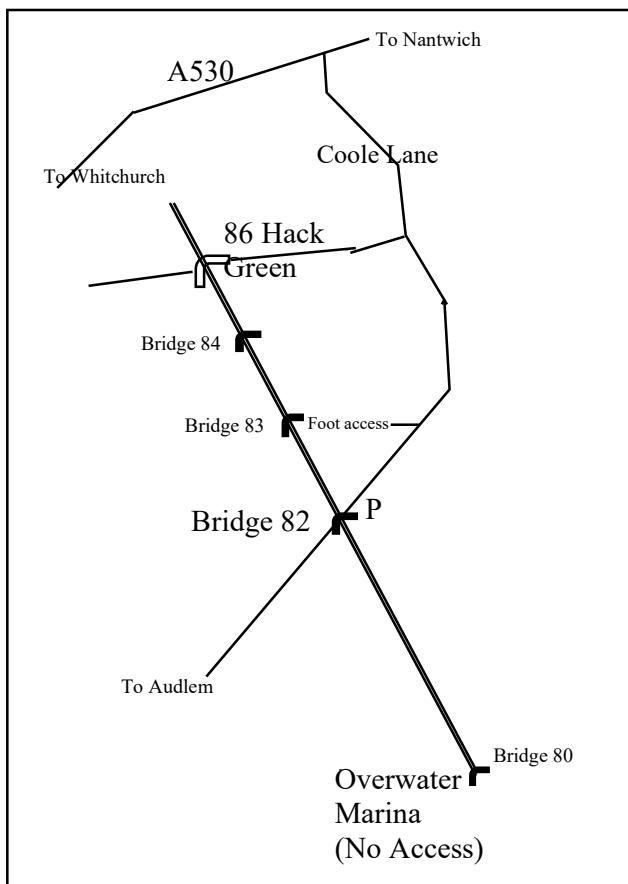 To Nantwich
A530
Coole Lane
To Whitchurch
86 Hack
Green
Bridge 84
Bridge 83
Foot access
P
Bridge 82
To Audlem
Bridge 80
Overwater
Marina
(No Access)